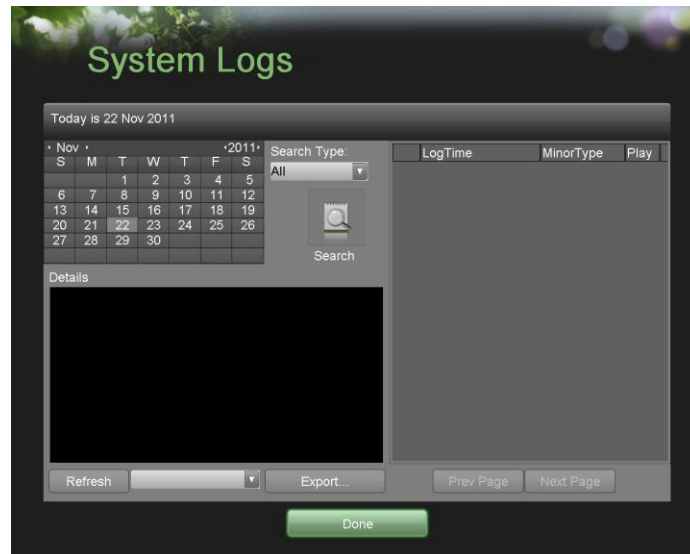 System Logs
Today is 22 Nov 2011
Nov 2011
S M T W T F S
1 2 3 4 5
6 7 8 9 10 11 12
13 14 15 16 17 18 19
20 21 22 23 24 25 26
27 28 29 30
Search Type:
All
Search
Details
LogTime MinorType Play
Refresh Export... Prev Page Next Page
Done